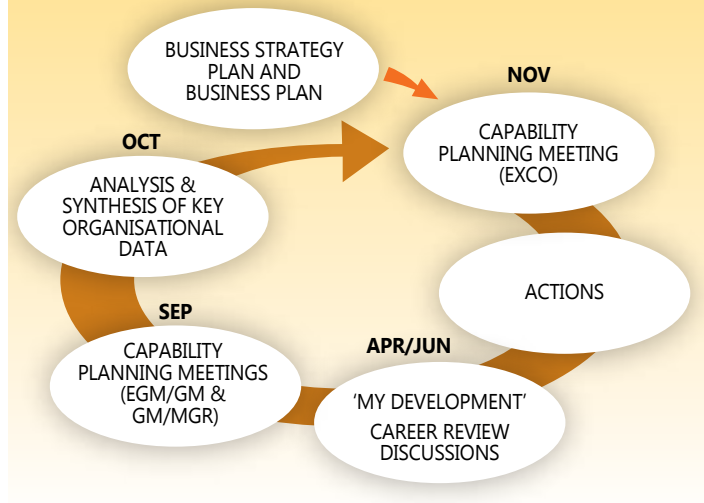 BUSINESS STRATEGY
PLAN AND
BUSINESS PLAN
NOV
CAPABILITY
PLANNING MEETING
(EXCO)
ACTIONS
APR/JUN
'MY DEVELOPMENT'
CAREER REVIEW
DISCUSSIONS
SEP
CAPABILITY
PLANNING MEETINGS
(EGM/GM &
GM/MGR)
OCT
ANALYSIS &
SYNTHESIS OF KEY
ORGANISATIONAL
DATA